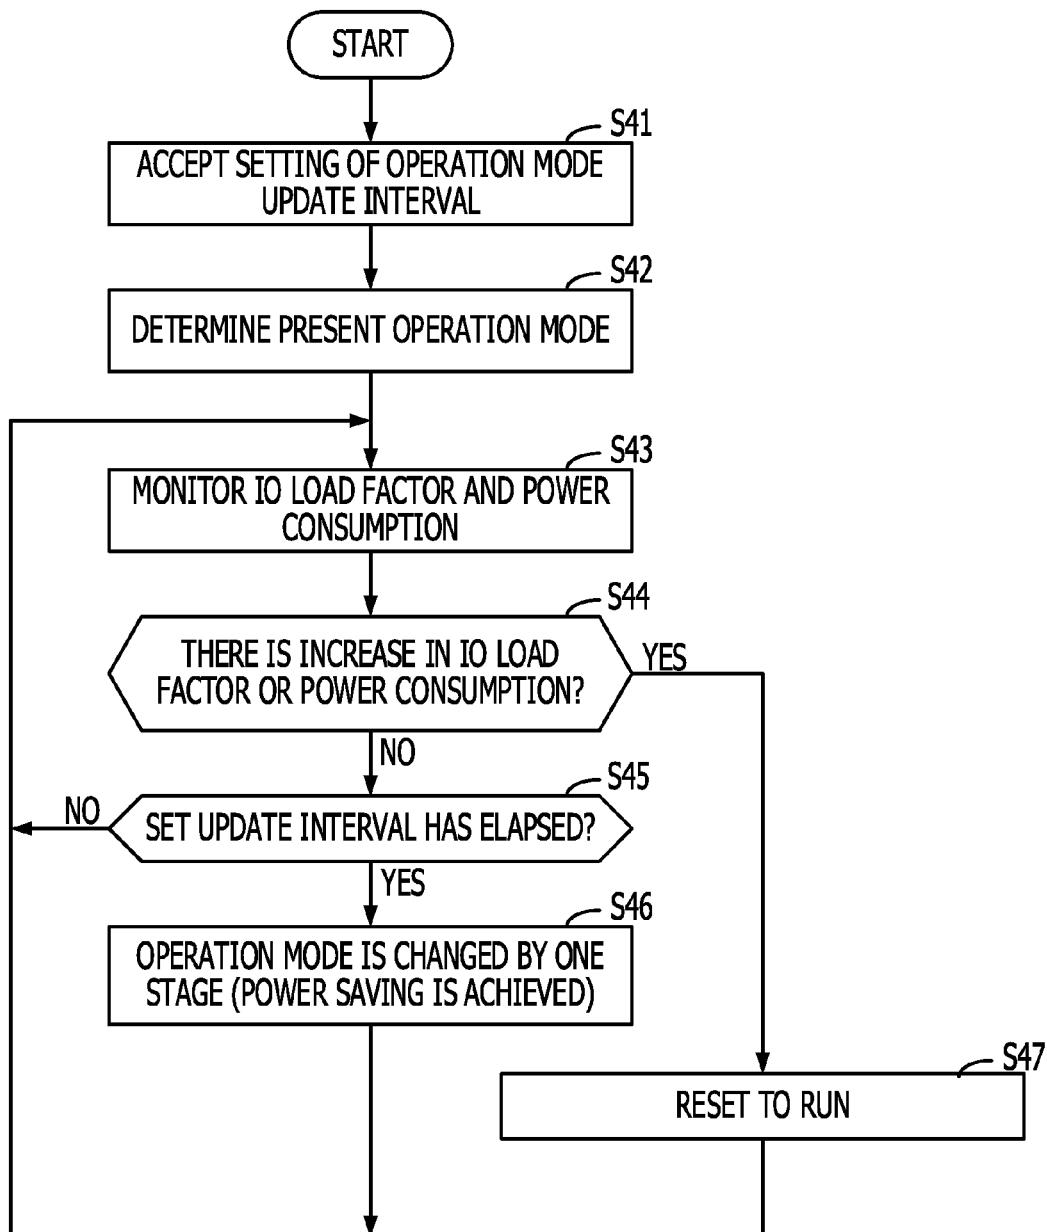 START
S41
ACCEPT SETTING OF OPERATION MODE
UPDATE INTERVAL
S42
DETERMINE PRESENT OPERATION MODE
S43
MONITOR IO LOAD FACTOR AND POWER
CONSUMPTION
S44
THERE IS INCREASE IN IO LOAD
FACTOR OR POWER CONSUMPTION?
YES
NO
S45
NO
SET UPDATE INTERVAL HAS ELAPSED?
YES
S46
OPERATION MODE IS CHANGED BY ONE
STAGE (POWER SAVING IS ACHIEVED)
S47
RESET TO RUN